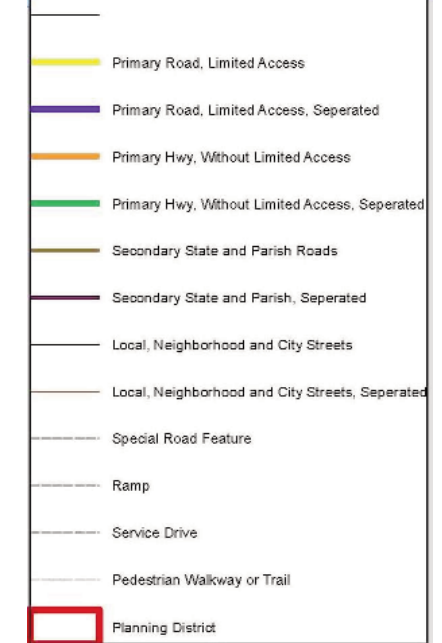 Primary Road, Limited Access
Primary Road, Limited Access, Seperated
Primary Hwy, Without Limited Access
Primary Hwy, Without Limited Access, Seperated
Secondary State and Parish Roads
Secondary State and Parish, Seperated
Local, Neighborhood and City Streets
Local, Neighborhood and City Streets, Seperated
Special Road Feature
Ramp
Service Drive
Pedestrian Walkway or Trail
Planning District